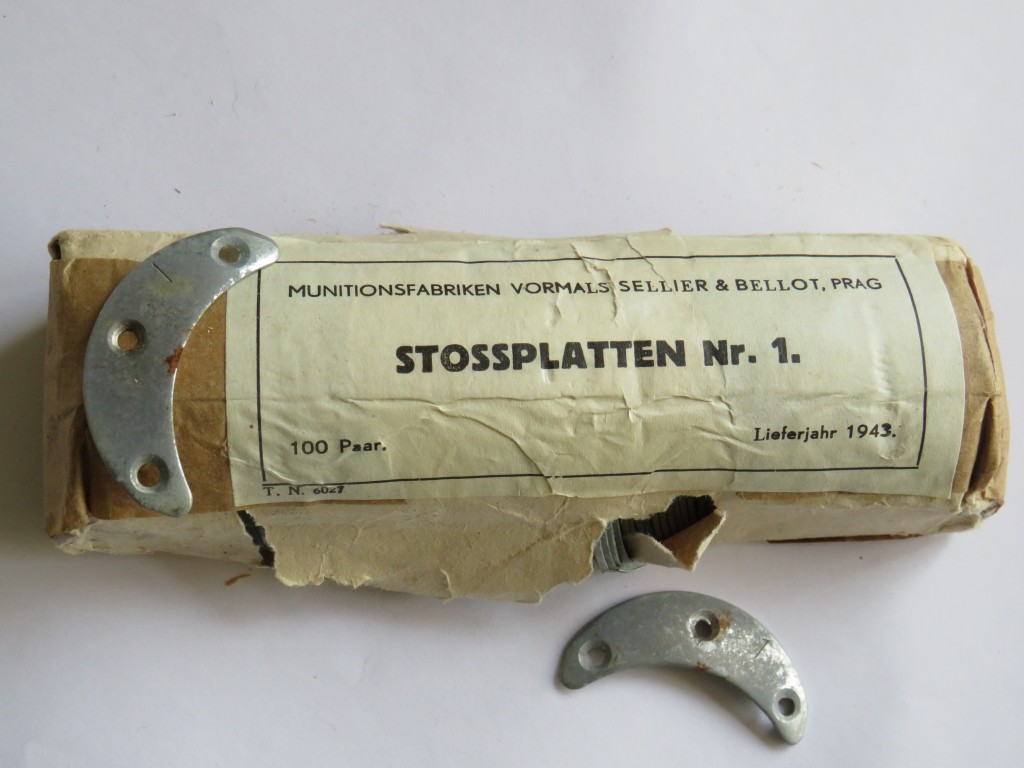 MUNITIONSFABRIKEN VORMALS SELLIER & BELLOT, PRAG
STOSSPLATTEN Nr. 1.
100 Paar.
Lieferjahr 1943.
T. N. 6027